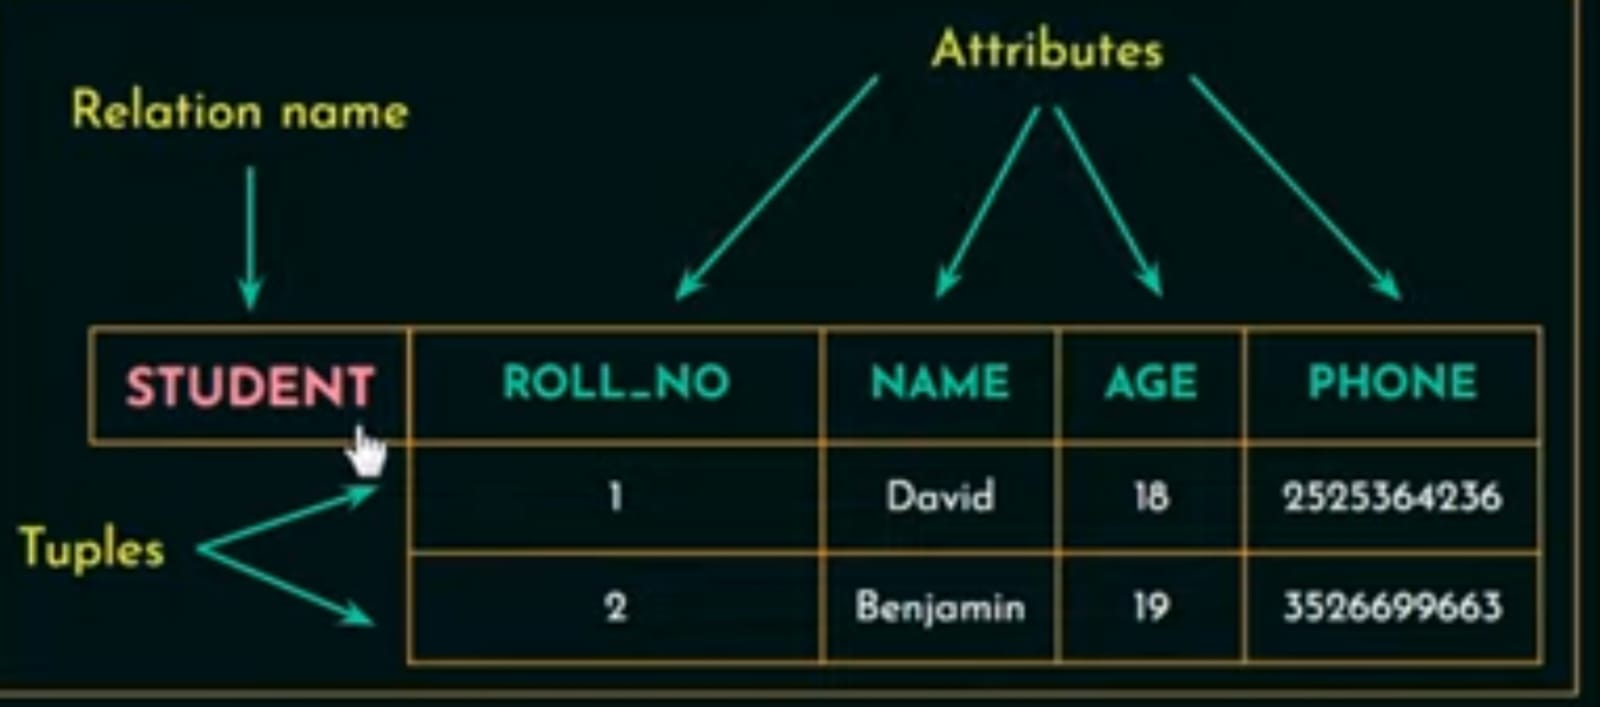 Attributes
Relation name
STUDENT ROLL_NO NAME AGE PHONE
1 David 18 2525364236
Tuples
2 Benjamin 19 3526699663